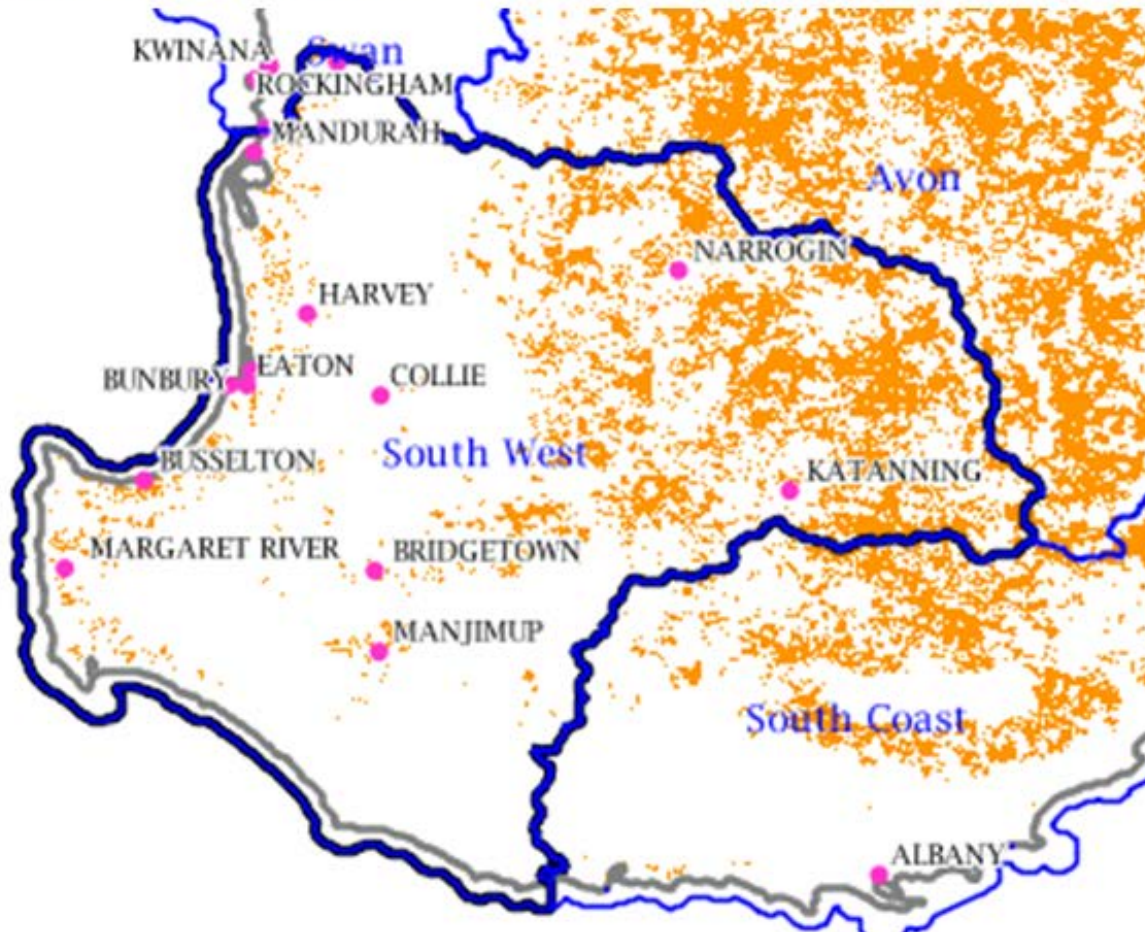 KWINANA
Swan
ROCKINGHAM
MANDURAH
Avon
NARROGIN
HARVEY
EATON
BUNBURY
COLLIE
South West
BUSSELTON
KATANNING
MARGARET RIVER
BRIDGETOWN
MANJIMUP
South Coast
ALBANY